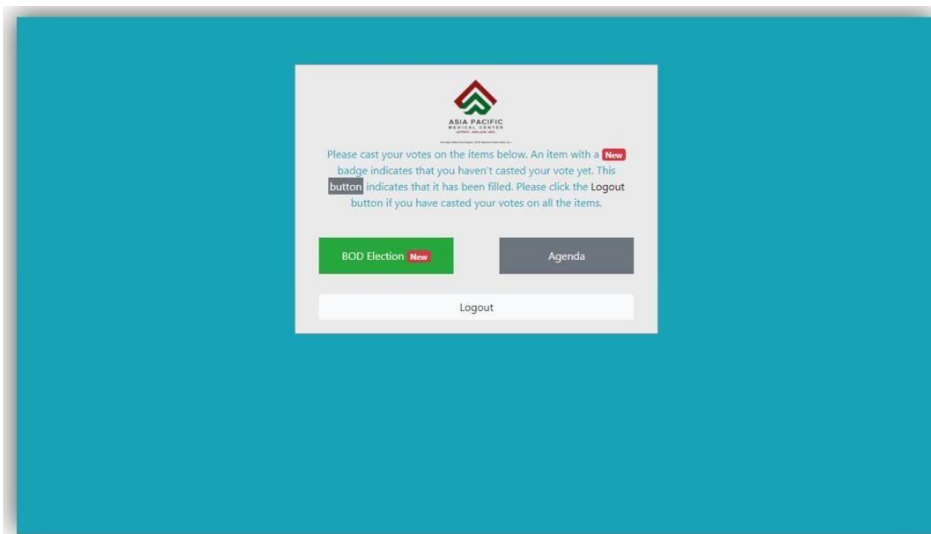 ASIA PACIFIC
MEDICAL CENTER
Please cast your votes on the items below. An item with a New
badge indicates that you haven't casted your vote yet. This
button indicates that it has been filled. Please click the Logout
button if you have casted your votes on all the items.
BOD Election New
Agenda
Logout